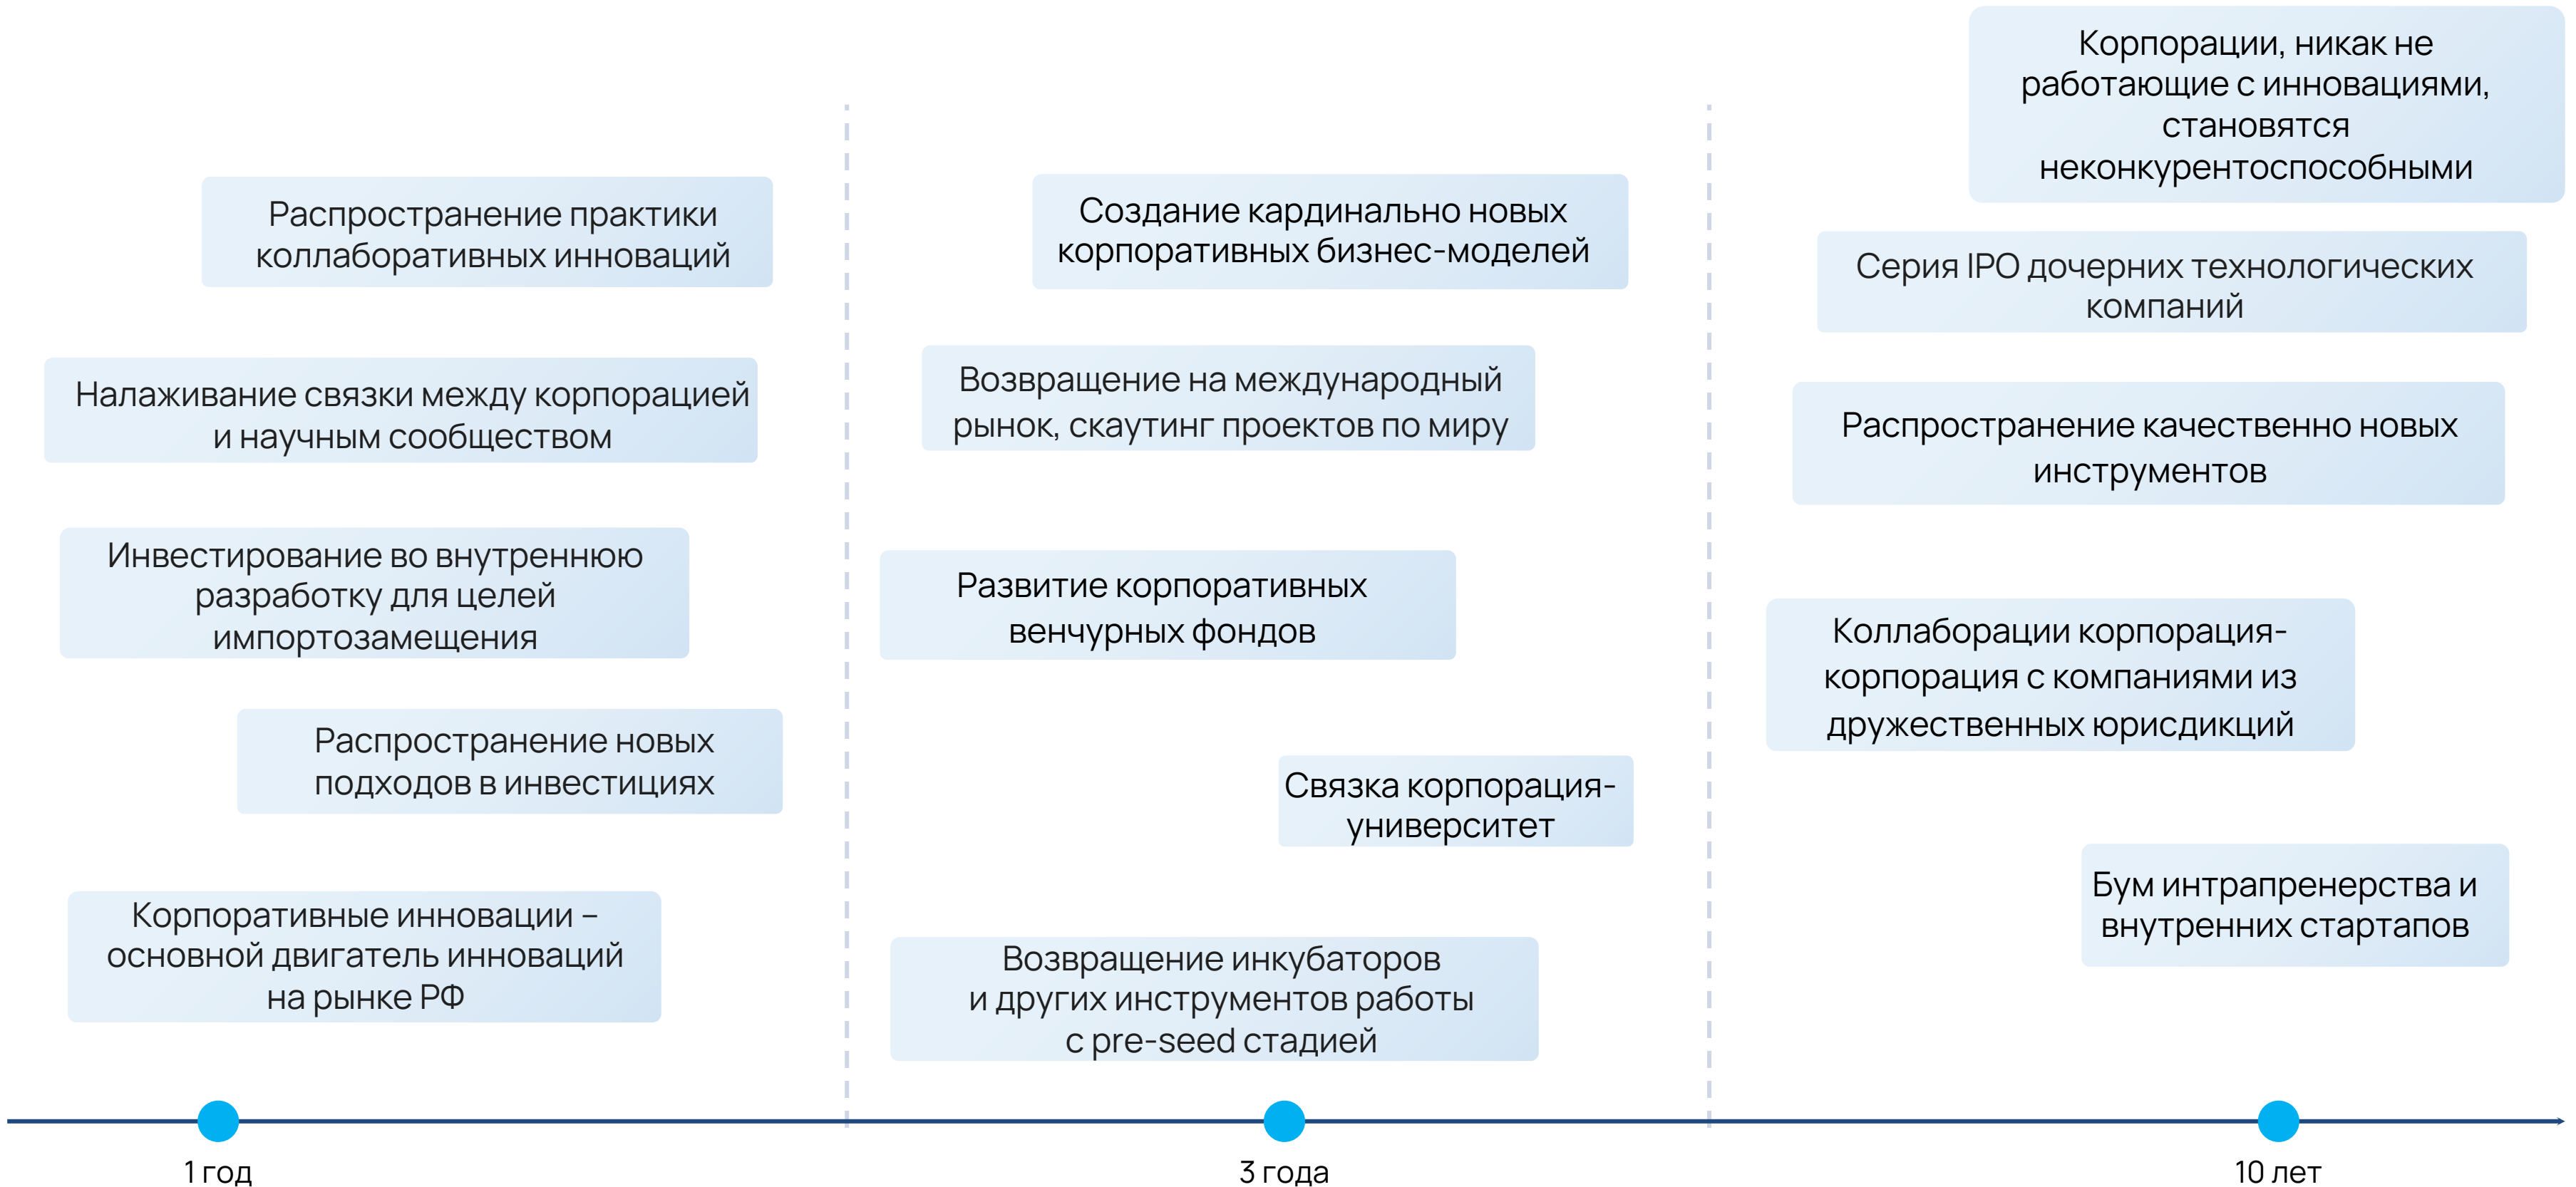 Распространение практики
коллаборативных инноваций
Налаживание связки между корпорацией
и научным сообществом
Инвестирование во внутреннюю
разработку для целей
импортозамещения
Распространение новых
подходов в инвестициях
Корпоративные инновации –
основной двигатель инноваций
на рынке РФ
Создание кардинально новых
корпоративных бизнес-моделей
Возвращение на международный
рынок, скаутинг проектов по миру
Развитие корпоративных
венчурных фондов
Связка корпорация-
университет
Возвращение инкубаторов
и других инструментов работы
с pre-seed стадией
Корпорации, никак не
работающие с инновациями,
становятся
неконкурентоспособными
Серия IPO дочерних технологических
компаний
Распространение качественно новых
инструментов
Коллаборации корпорация-
корпорация с компаниями из
дружественных юрисдикций
Бум интрапренерства и
внутренних стартапов
1 год
3 года
10 лет